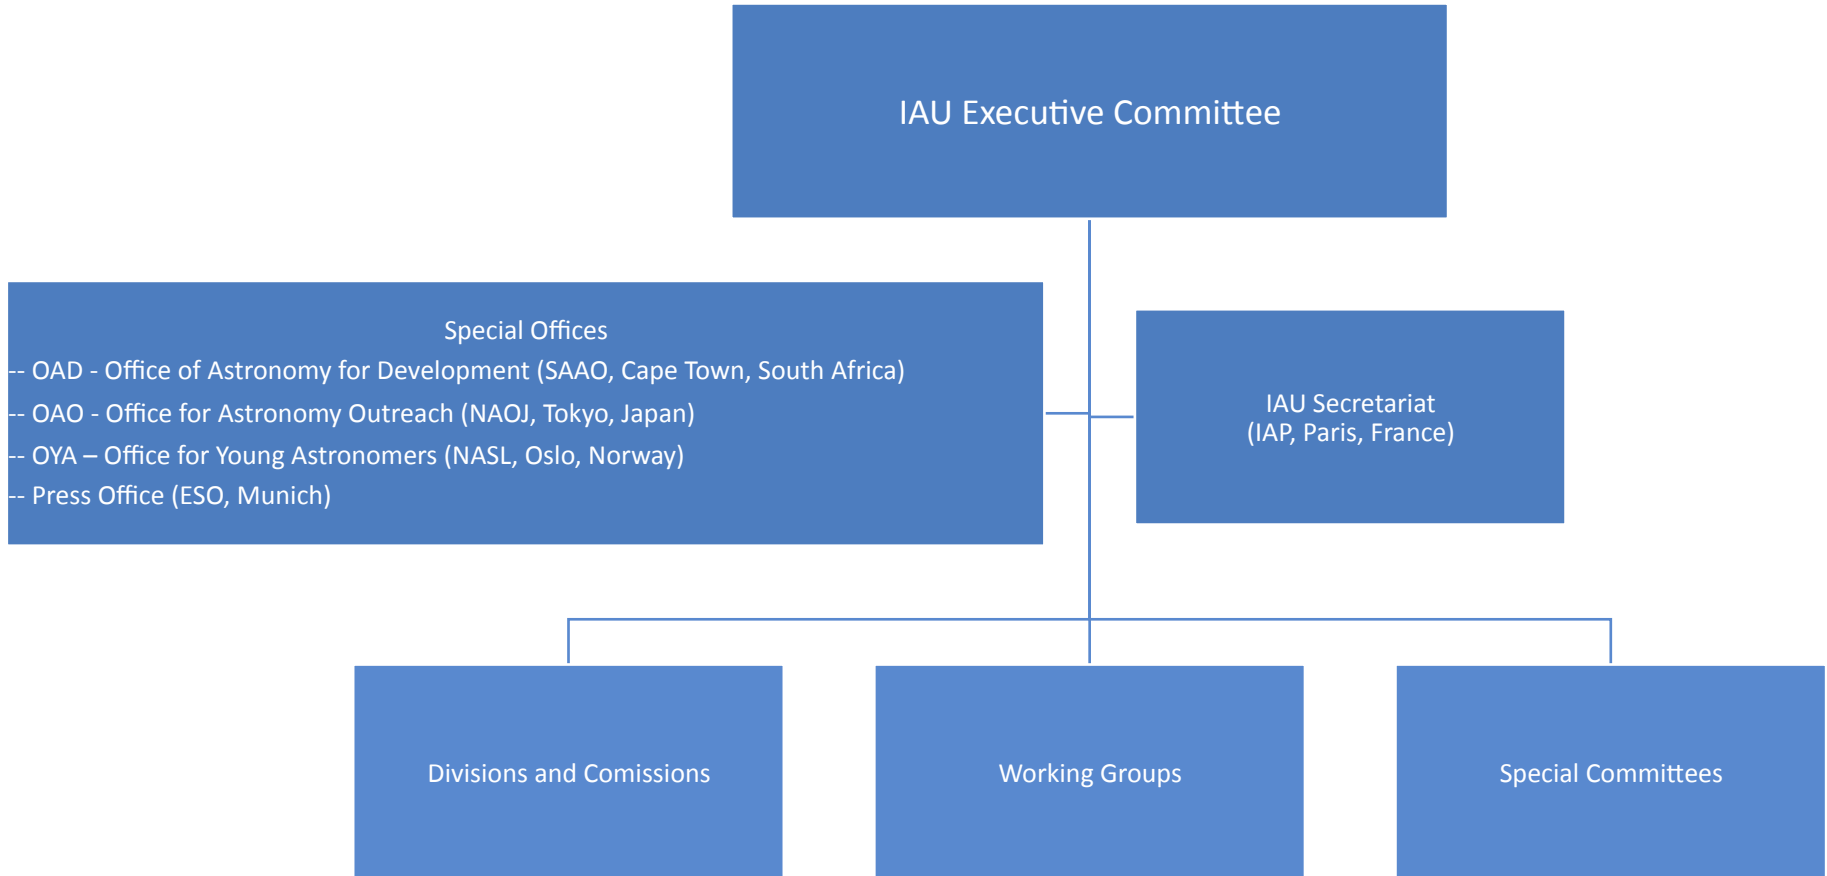 IAU Executive Committee
Special Offices
-- OAD - Office of Astronomy for Development (SAAO, Cape Town, South Africa)
-- OAO - Office for Astronomy Outreach (NAOJ, Tokyo, Japan)
-- OYA – Office for Young Astronomers (NASL, Oslo, Norway)
-- Press Office (ESO, Munich)
IAU Secretariat
(IAP, Paris, France)
Divisions and Comissions
Working Groups
Special Committees